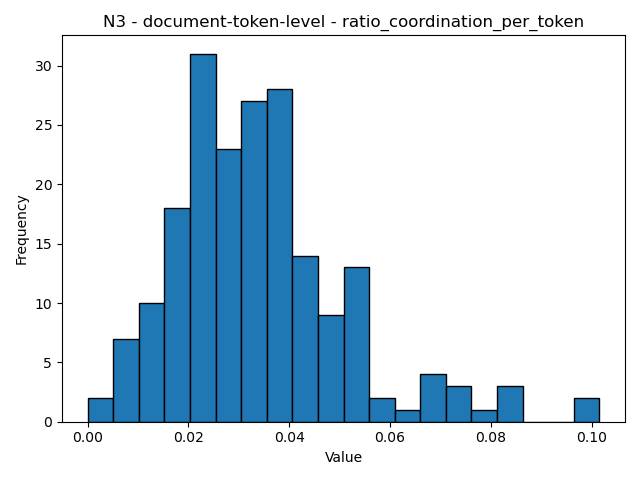 N3 - document-token-level - ratio_coordination_per_token
Frequency
30
25
20
15
10
5
0
0.00 0.02 0.04 0.06 0.08 0.10
Value